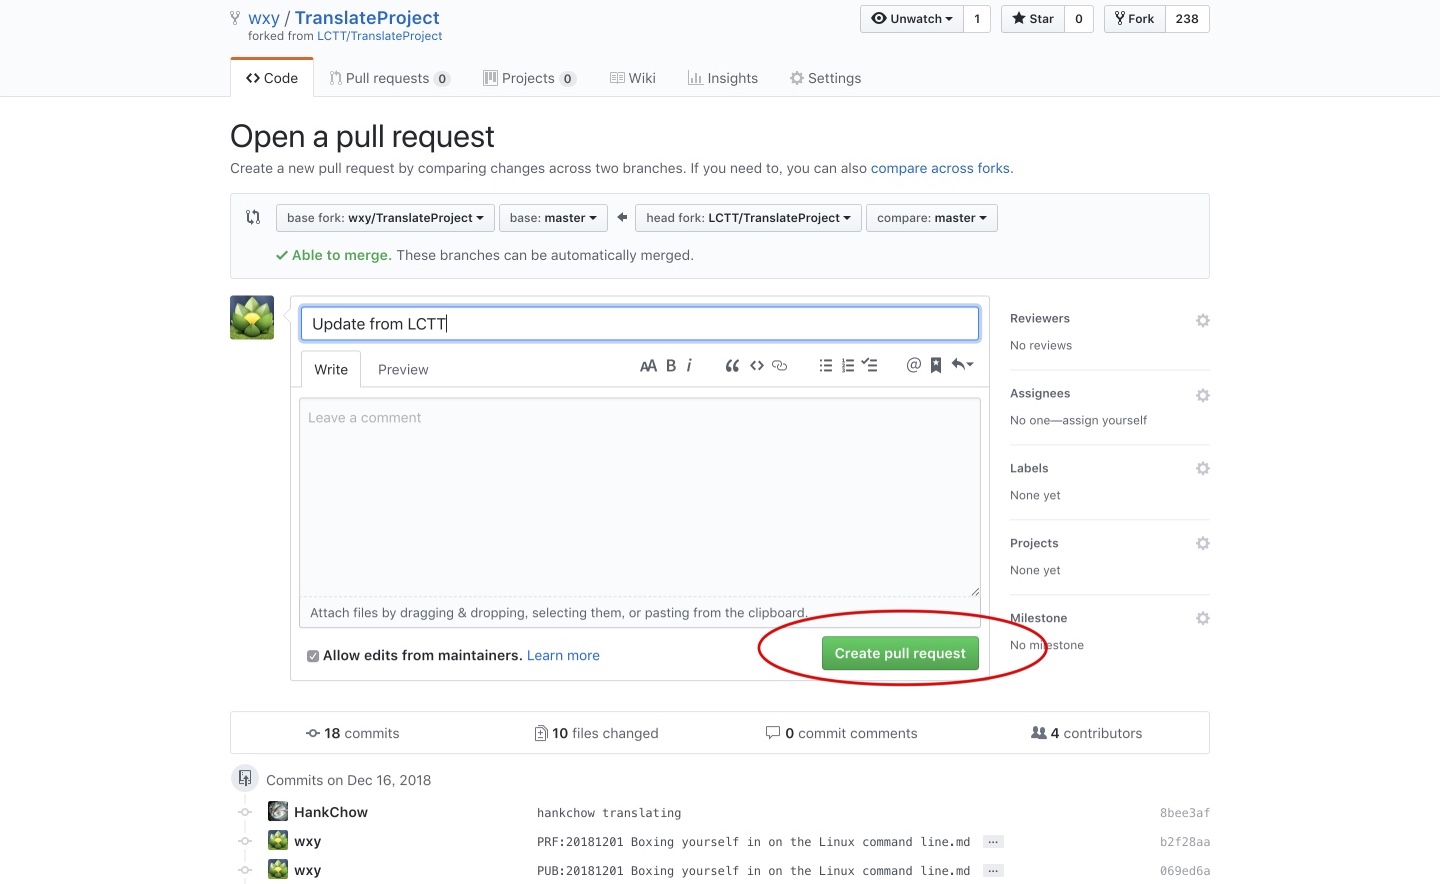 wxy / TranslateProject
forked from LCTT/TranslateProject
Unwatch 1 Star 0 Fork 238
Code Pull requests 0 Projects 0 Wiki Insights Settings
Open a pull request
Create a new pull request by comparing changes across two branches. If you need to, you can also compare across forks.
base fork: wxy/TranslateProject base: master head fork: LCTT/TranslateProject compare: master
Able to merge. These branches can be automatically merged.
Update from LCTT
Write Preview
Leave a comment
Attach files by dragging & dropping, selecting them, or pasting from the clipboard.
Allow edits from maintainers. Learn more
Create pull request
Reviewers
No reviews
Assignees
No one—assign yourself
Labels
None yet
Projects
None yet
Milestone
No milestone
18 commits 10 files changed 0 commit comments 4 contributors
Commits on Dec 16, 2018
HankChow hankchow translating 8bee3af
wxy PRF:20181201 Boxing yourself in on the Linux command line.md ... b2f28aa
wxy PUB:20181201 Boxing yourself in on the Linux command line.md ... 069ed6a